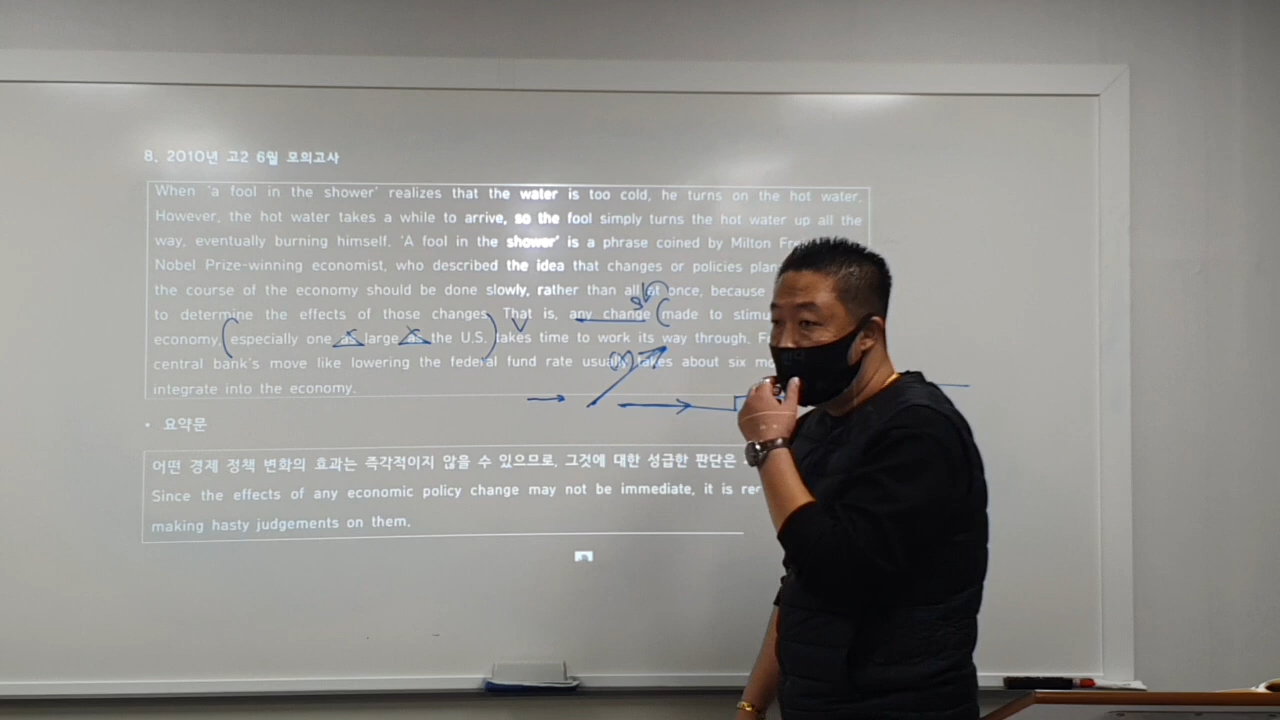 8. 2010년 고2 6월 모의고사
When 'a fool in the shower' realizes that the water is too cold, he turns on the hot water.
However, the hot water takes a while to arrive, so the fool simply turns the hot water up all the
way, eventually burning himself. 'A fool in the shower' is a phrase coined by Milton
Nobel Prize-winning economist, who described the idea that changes or policies
the course of the economy should be done slowly, rather than all at once, because
to determine the effects of those changes. That is, any change made to
economy, (especially one as large as the U.S.) V takes time to work its way through.
central bank's move like lowering the federal fund rate usually takes about six
integrate into the economy.
• 요약문
어떤 경제 정책 변화의 효과는 즉각적이지 않을 수 있으므로, 그것에 대한 성급한 판단은
Since the effects of any economic policy change may not be immediate, it is
making hasty judgements on them.